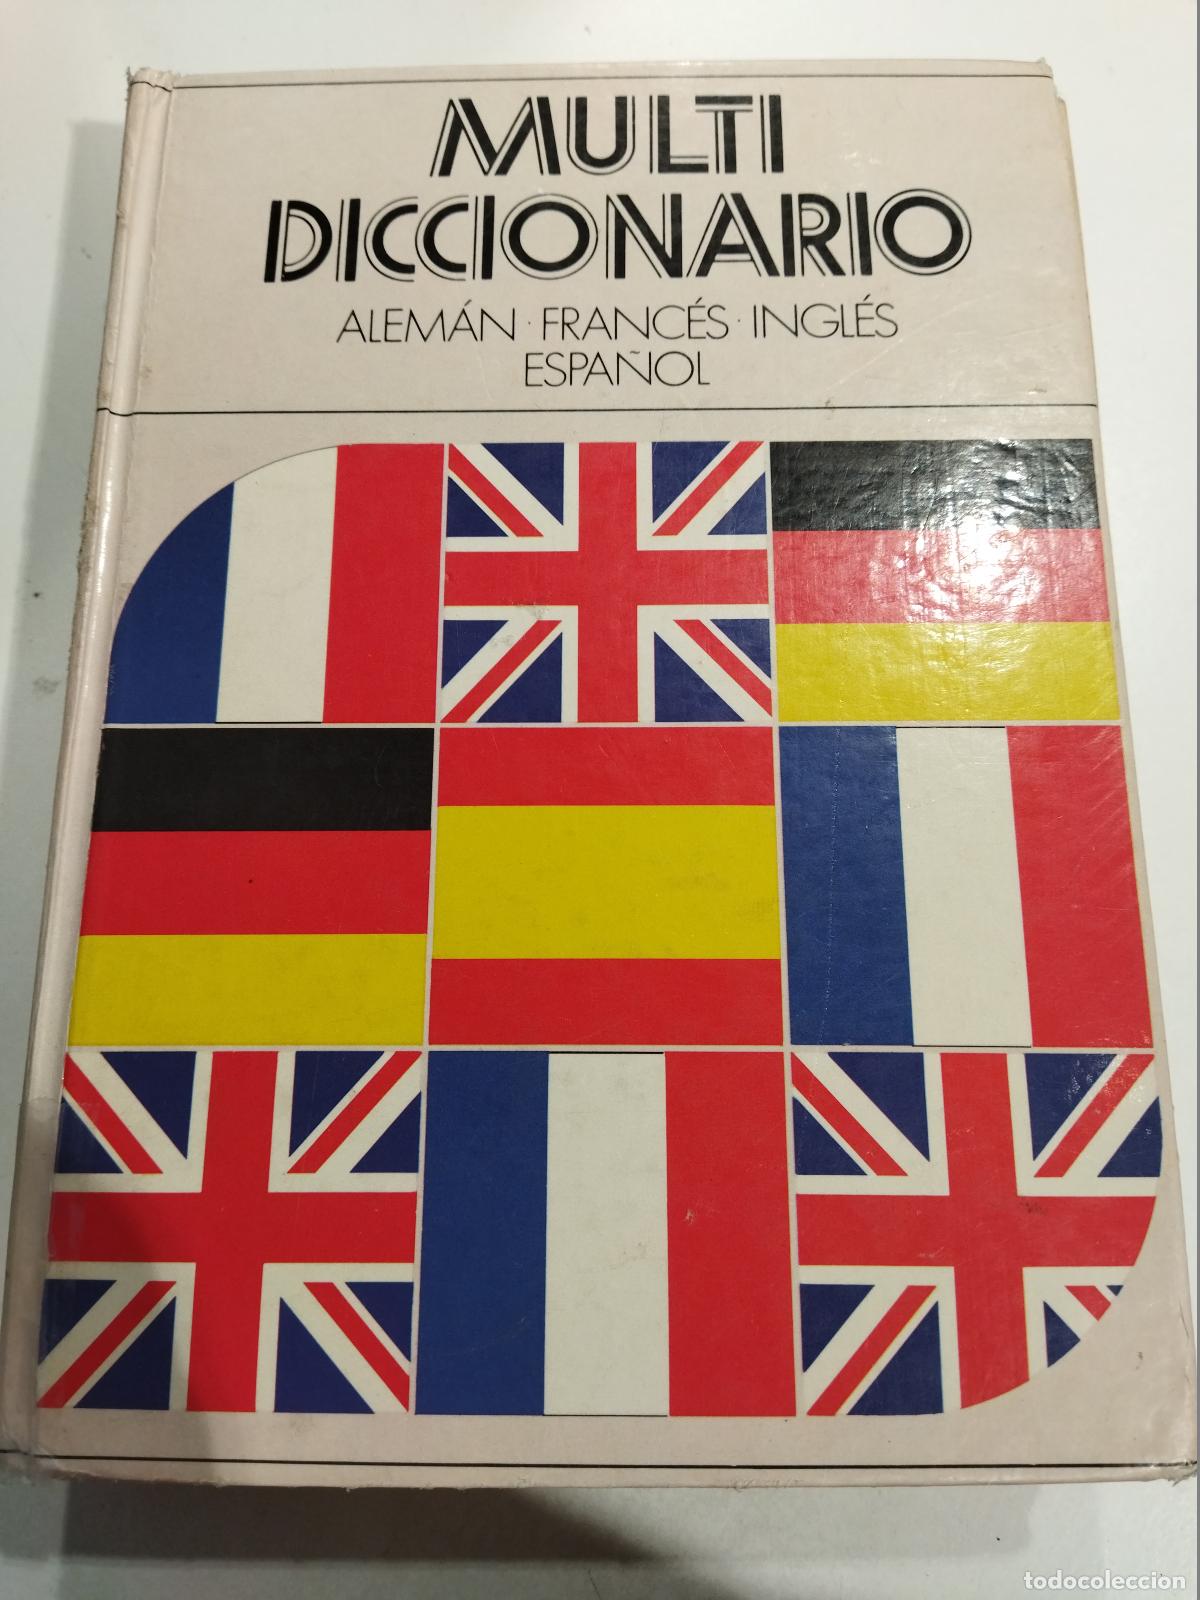 MULTI
DICCIONARIO
ALEMÁN · FRANCÉS · INGLÉS
ESPAÑOL
todocoleccion